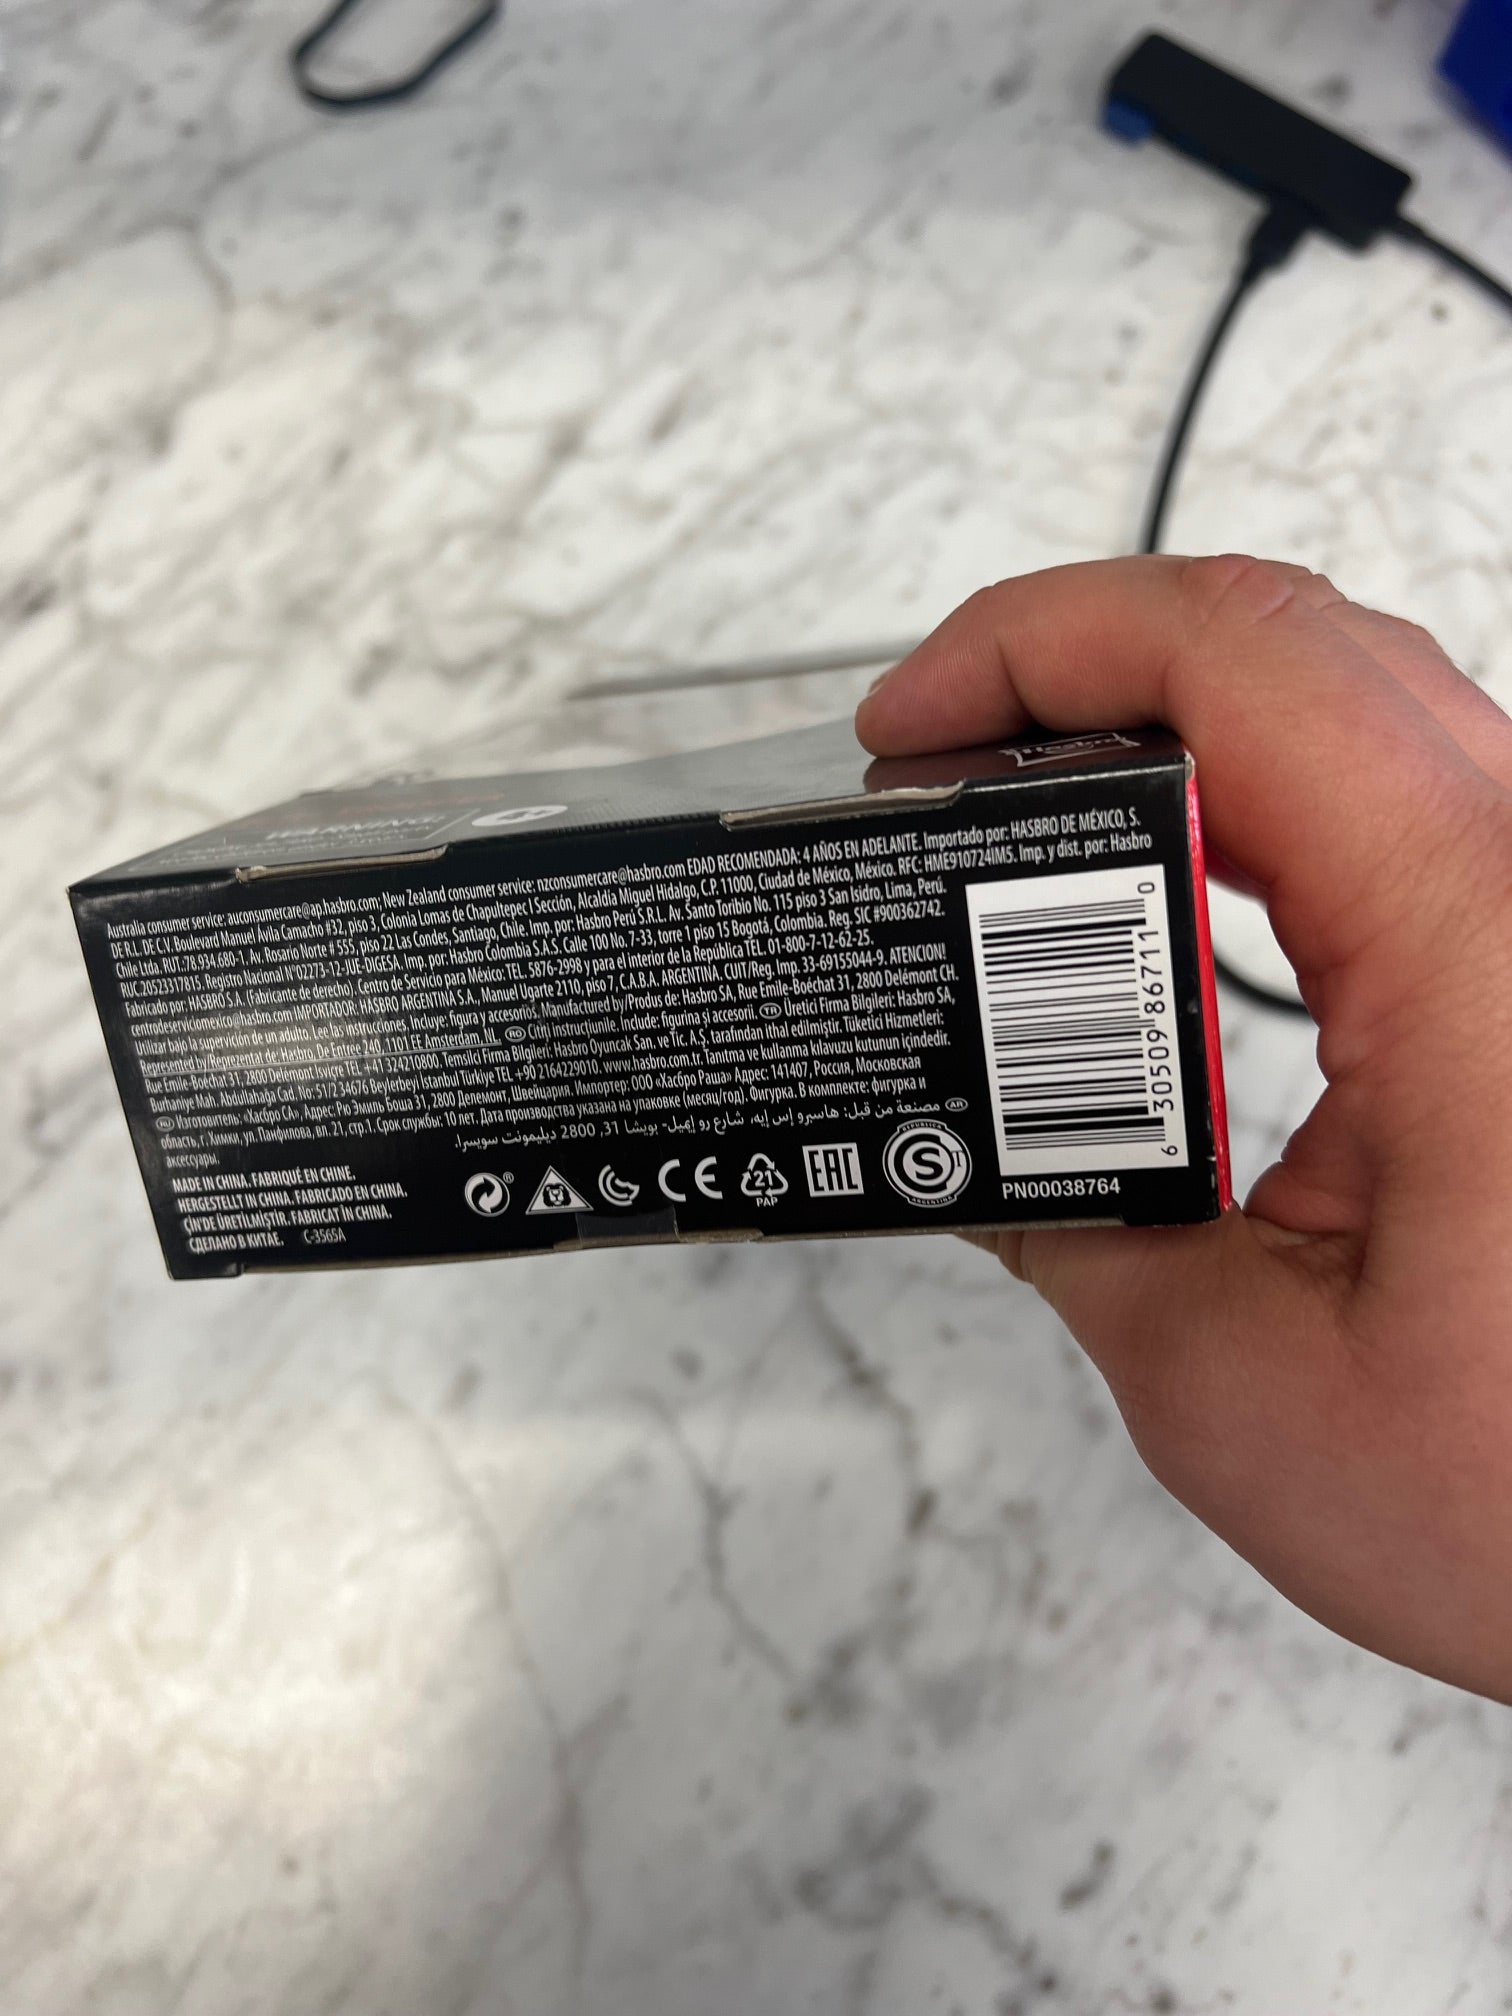 WARNING:
Hasbro
Australia consumer service: auconsumercare@ap.hasbro.com; New Zealand consumer service: nzconsumercare@hasbro.com EDAD RECOMENDADA: 4 AÑOS EN ADELANTE. Importado por: HASBRO DE MÉXICO, S.
DE R.L. DE C.V. Boulevard Manuel Ávila Camacho #32, piso 3, Colonia Lomas de Chapultepec I Sección, Alcaldía Miguel Hidalgo, C.P. 11000, Ciudad de México, México. RFC: HME910724IM5. Imp. y dist. por: Hasbro
Chile Ltda. RUT: 78.934.680-1. Av. Rosario Norte # 555, piso 22 Las Condes, Santiago, Chile. Imp. por: Hasbro Perú S.R.L. Av. Santo Toribio No. 115 piso 3 San Isidro, Lima, Perú.
RUC 20523317815. Registro Nacional N°02273-12-JUE-DIGESA. Imp. por: Hasbro Colombia S.A.S. Calle 100 No. 7-33, torre 1 piso 15 Bogotá, Colombia. Reg. SIC #900362742.
Fabricado por: HASBRO S.A. (Fabricante de derecho). Centro de Servicio para México: TEL. 5876-2998 y para el interior de la República TEL. 01-800-7-12-62-25.
centrodeserviciomexico@hasbro.com IMPORTADOR: HASBRO ARGENTINA S.A., Manuel Ugarte 2110, piso 7, C.A.B.A. ARGENTINA. CUIT/Reg. Imp. 33-69155044-9. ATENCION!
Utilizar bajo la supervición de un adulto. Lee las instrucciones. Incluye: figura y accesorios. Manufactured by/Produs de: Hasbro SA, Rue Emile-Boéchat 31, 2800 Delémont CH.
Represented by/Reprezentat de: Hasbro, De Entree 240, 1101 EE Amsterdam, NL. RO Citiți instrucțiunile. Include: figurina și accesorii. TR Üretici Firma Bilgileri: Hasbro SA,
Rue Emile-Boéchat 31, 2800 Delémont İsviçre TEL +41 324210800. Temsilci Firma Bilgileri: Hasbro Oyuncak San. ve Tic. A.Ş. tarafından ithal edilmiştir. Tüketici Hizmetleri:
Burhaniye Mah. Abdullahağa Cad. No: 51/2 34676 Beylerbeyi İstanbul Türkiye TEL +90 2164229010. www.hasbro.com.tr. Tanıtma ve kullanma kılavuzu kutunun içindedir.
RU Изготовитель: «Хасбро СА», Адрес: Рю Эмиль Боша 31, 2800 Делемонт, Швейцария. Импортер: ООО «Хасбро Раша» Адрес: 141407, Россия, Московская
область, г. Химки, ул. Панфилова, вл. 21, стр.1. Срок службы: 10 лет. Дата производства указана на упаковке (месяц/год). Фигурка. В комплекте: фигурка и
аксессуары.
AR مصنعة من قبل: هاسبرو إس إيه، شارع رو إيميل- بويشا 31, 2800 ديليمونت سويسرا.
MADE IN CHINA. FABRIQUÉ EN CHINE.
HERGESTELLT IN CHINA. FABRICADO EN CHINA.
ÇİN'DE ÜRETİLMİŞTİR. FABRICAT ÎN CHINA.
СДЕЛАНО В КИТАЕ. C-3565A
®
CE
21
PAP
EAC
REPUBLICA
S
T
ARGENTINA
6 30509 86711 0
PN00038764